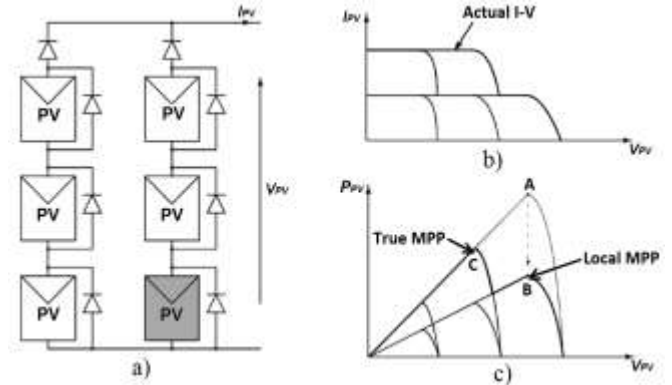 IPV
PV
PV
PV
PV
PV
PV
VPV
a)
IPV
Actual I-V
VPV
b)
PPV
A
True MPP
C
Local MPP
B
VPV
c)